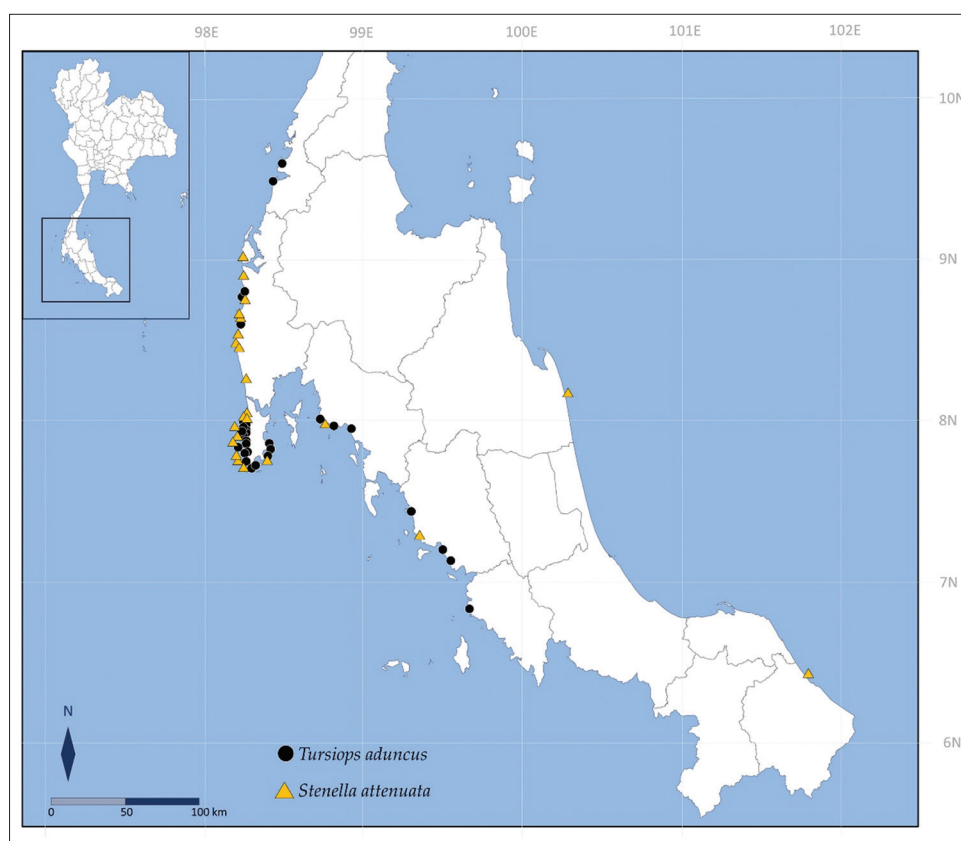 98E 99E 100E 101E 102E
10N
9N
8N
7N
N
Tursiops aduncus
6N
Stenella attenuata
0 50 100 km